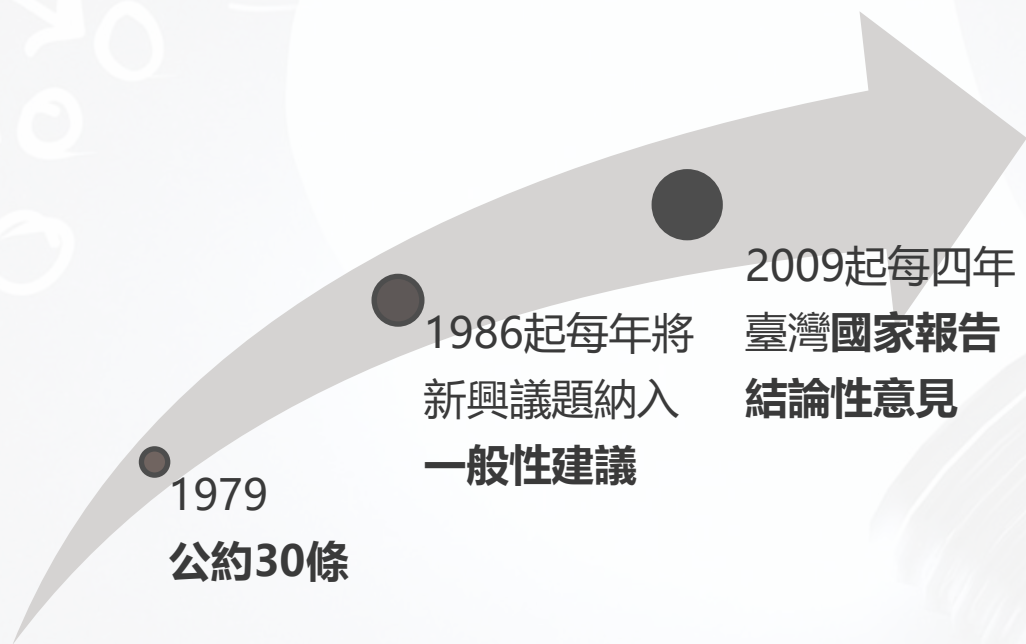 1979
公約30條
1986起每年將
新興議題納入
一般性建議
2009起每四年
臺灣國家報告
結論性意見